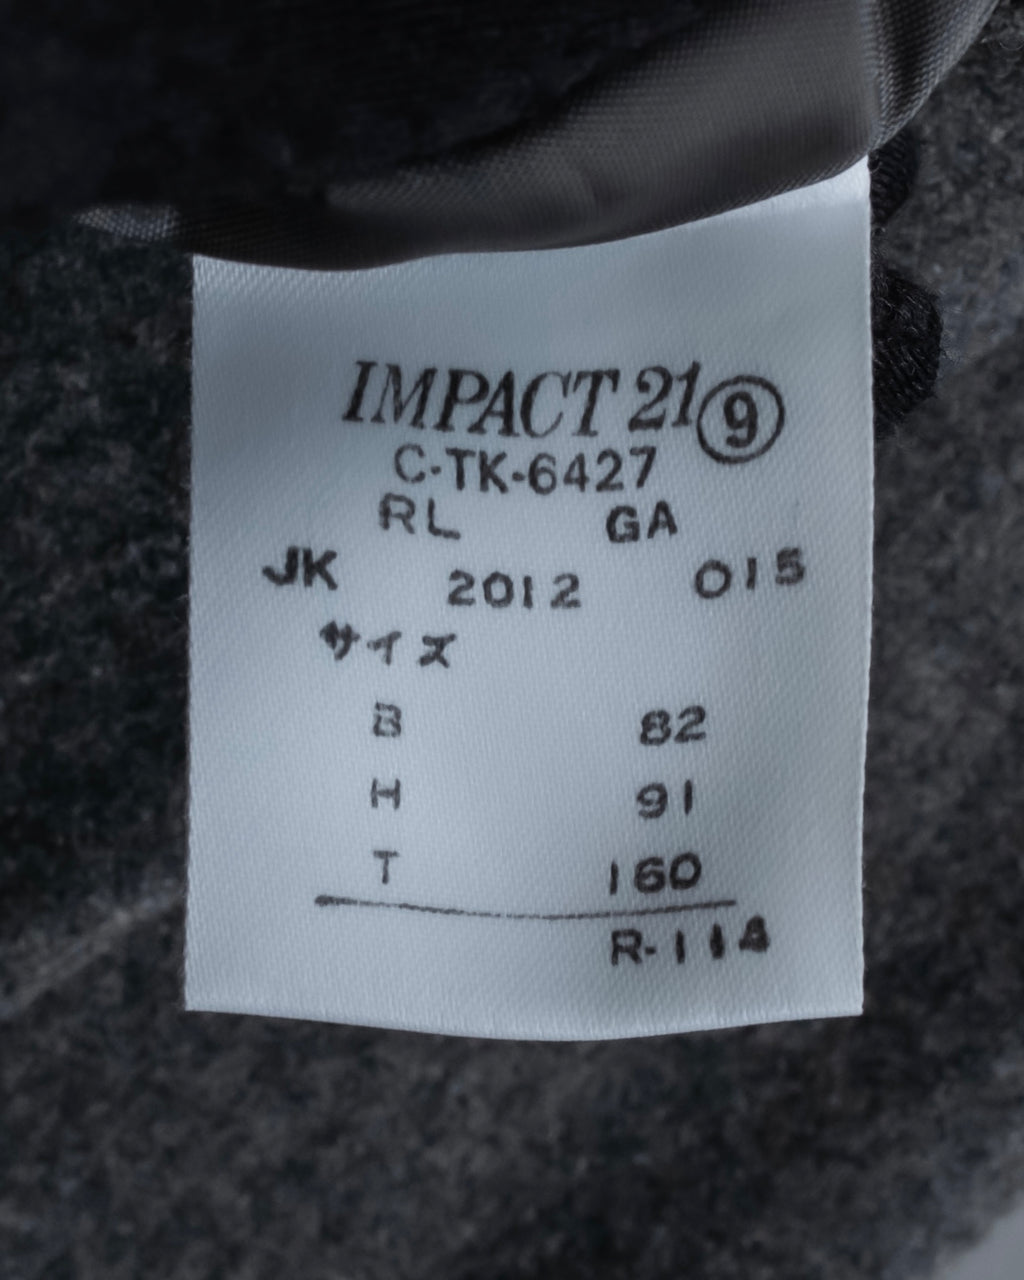 IMPACT 21 ⑨
C-TK-6427
RL GA
JK 2012 015
サイズ
B 82
H 91
T 160
R-114